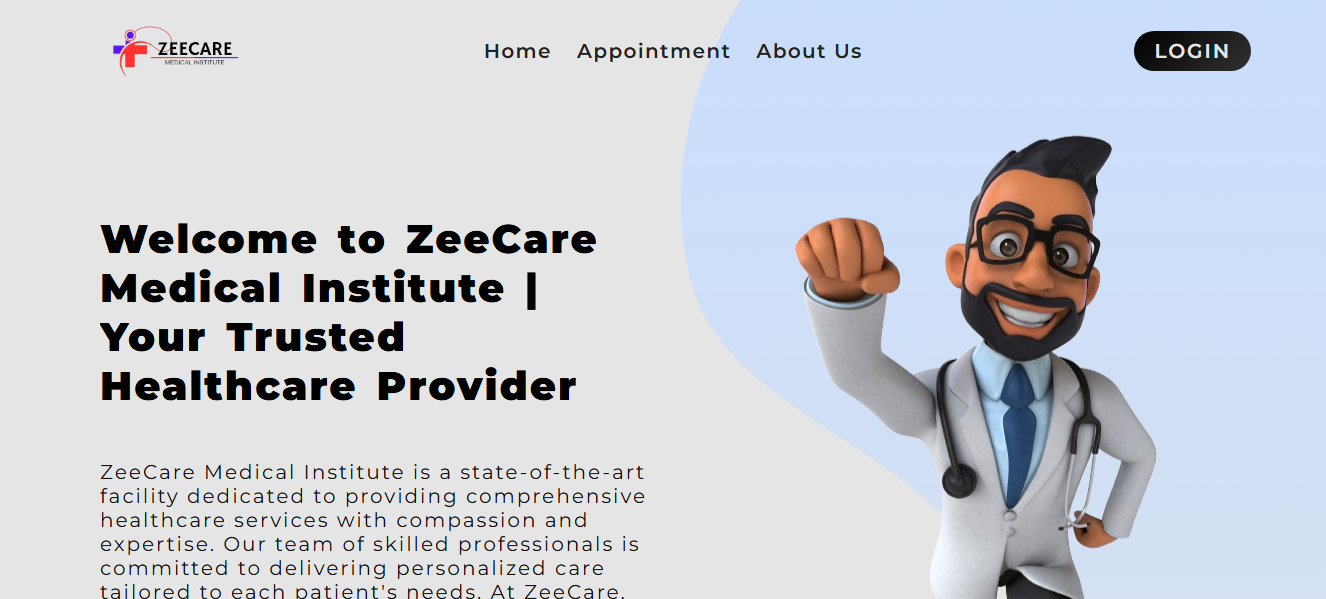 ZEECARE
MEDICAL INSTITUTE
Home Appointment About Us
LOGIN
Welcome to ZeeCare
Medical Institute |
Your Trusted
Healthcare Provider
ZeeCare Medical Institute is a state-of-the-art
facility dedicated to providing comprehensive
healthcare services with compassion and
expertise. Our team of skilled professionals is
committed to delivering personalized care
tailored to each patient's needs. At ZeeCare,